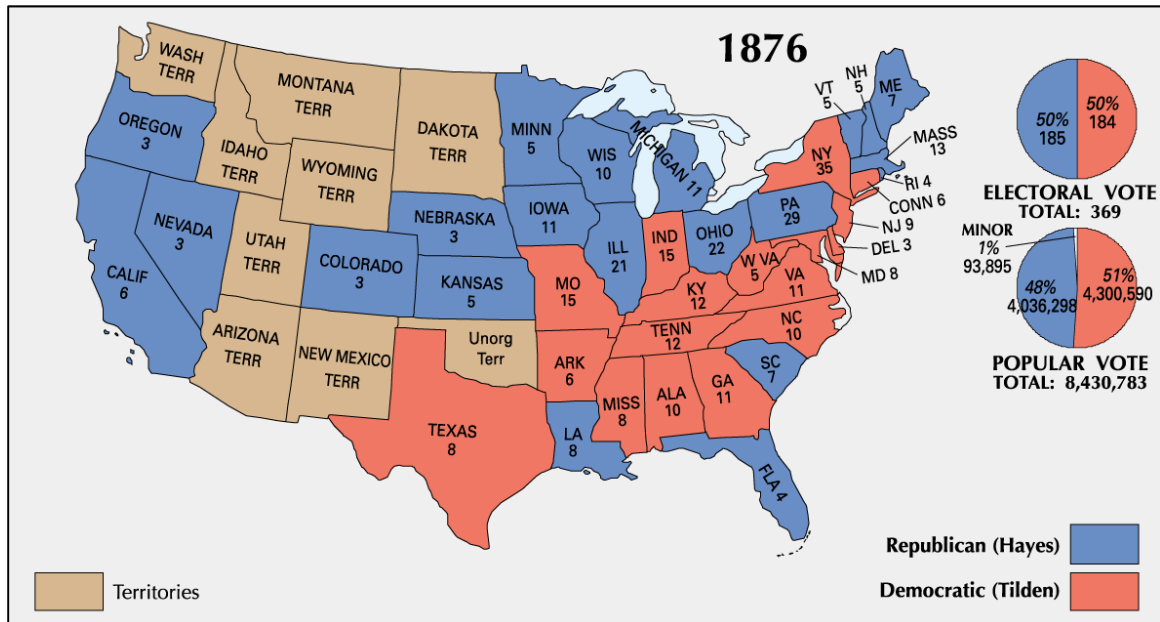 1876
WASH
TERR
MONTANA
TERR
DAKOTA
TERR
MINN
5
OREGON
3
IDAHO
TERR
WYOMING
TERR
WIS
10
MICHIGAN 11
VT
5
NH
5
ME
7
MASS
13
NY
35
RI 4
CONN 6
NJ 9
DEL 3
MD 8
NEVADA
3
CALIF
6
UTAH
TERR
COLORADO
3
NEBRASKA
3
KANSAS
5
IOWA
11
ILL
21
IND
15
OHIO
22
PA
29
MO
15
KY
12
W VA
5
VA
11
ARIZONA
TERR
NEW MEXICO
TERR
Unorg
Terr
TEXAS
8
ARK
6
LA
8
TENN
12
NC
10
MISS
8
ALA
10
GA
11
SC
7
FLA 4
50%
185
50%
184
ELECTORAL VOTE
TOTAL: 369
MINOR
1%
93,895
48%
4,036,298
51%
4,300,590
POPULAR VOTE
TOTAL: 8,430,783
Republican (Hayes)
Democratic (Tilden)
Territories